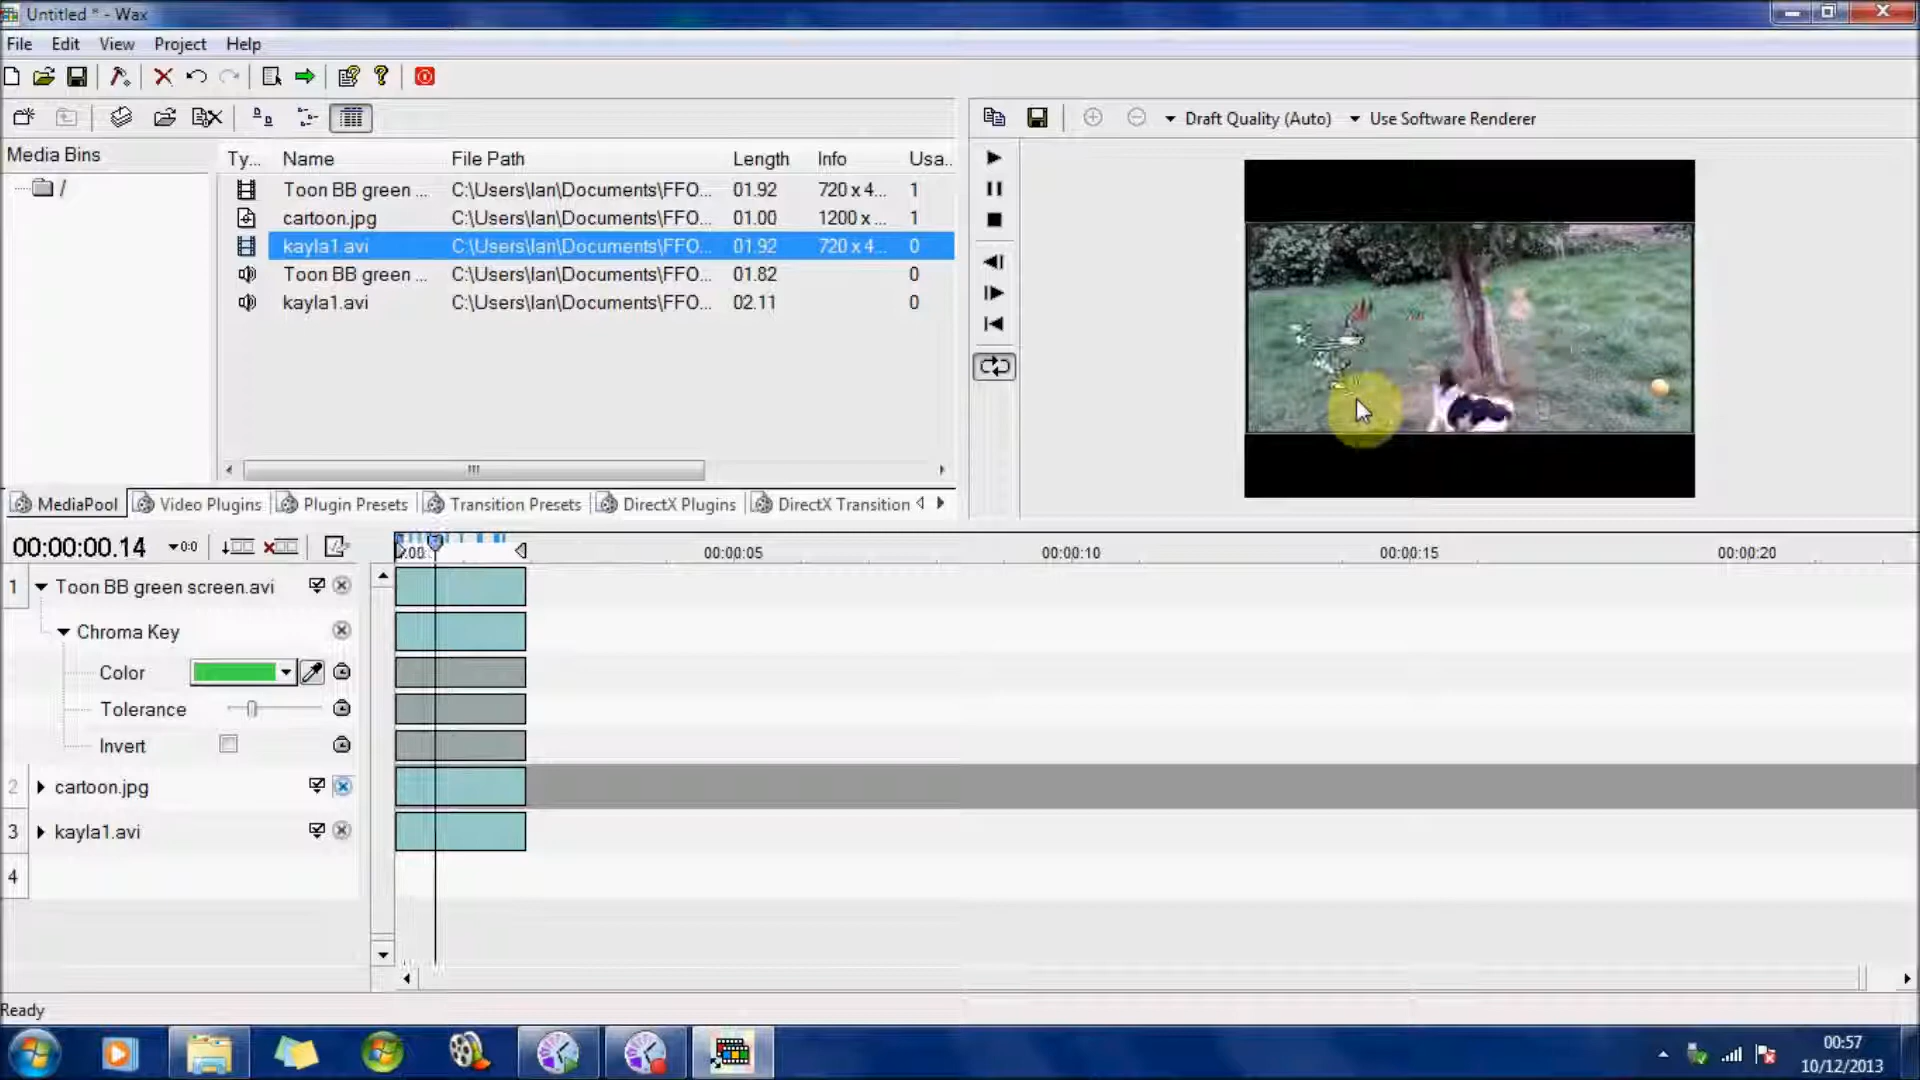 Untitled * - Wax
File Edit View Project Help
Draft Quality (Auto) Use Software Renderer
Media Bins
/
Ty... Name File Path Length Info Usa..
Toon BB green ... C:\Users\Ian\Documents\FFO... 01.92 720 x 4... 1
cartoon.jpg C:\Users\Ian\Documents\FFO... 01.00 1200 x ... 1
kayla1.avi C:\Users\Ian\Documents\FFO... 01.92 720 x 4... 0
Toon BB green ... C:\Users\Ian\Documents\FFO... 01.82 0
kayla1.avi C:\Users\Ian\Documents\FFO... 02.11 0
MediaPool Video Plugins Plugin Presets Transition Presets DirectX Plugins DirectX Transition
00:00:00.14 0:0 00:00:05 00:00:10 00:00:15 00:00:20
1 Toon BB green screen.avi
Chroma Key
Color
Tolerance
Invert
2 cartoon.jpg
3 kayla1.avi
4
Ready
00:57
10/12/2013